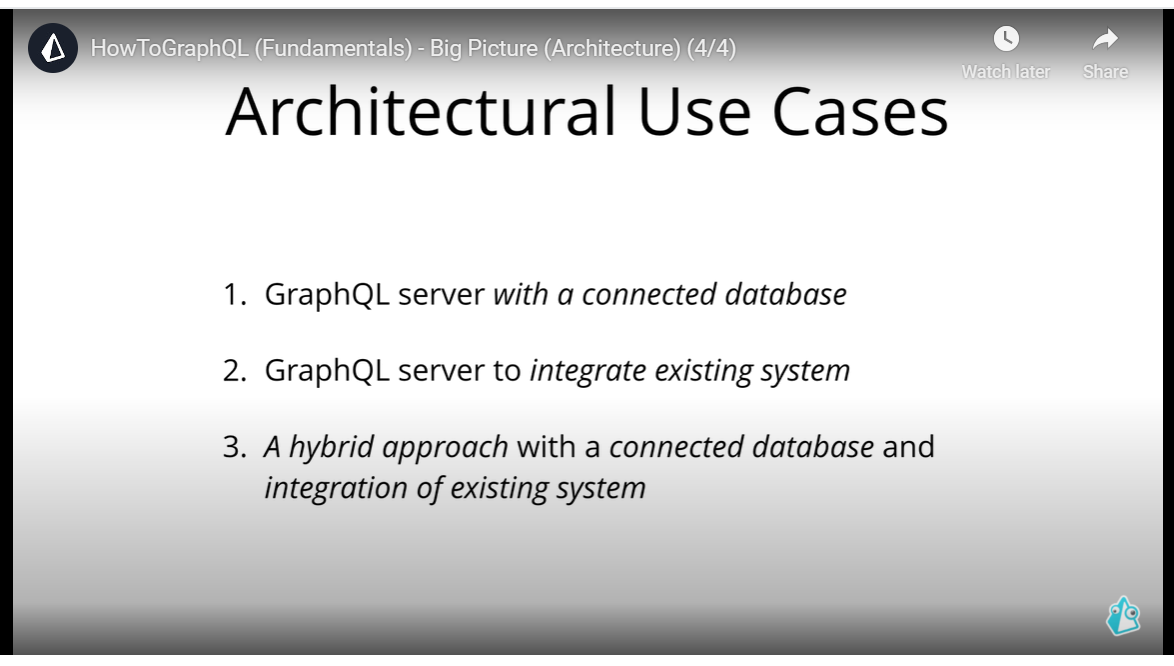 HowToGraphQL (Fundamentals) - Big Picture (Architecture) (4/4)
Watch later
Share
Architectural Use Cases
1. GraphQL server with a connected database
2. GraphQL server to integrate existing system
3. A hybrid approach with a connected database and
integration of existing system